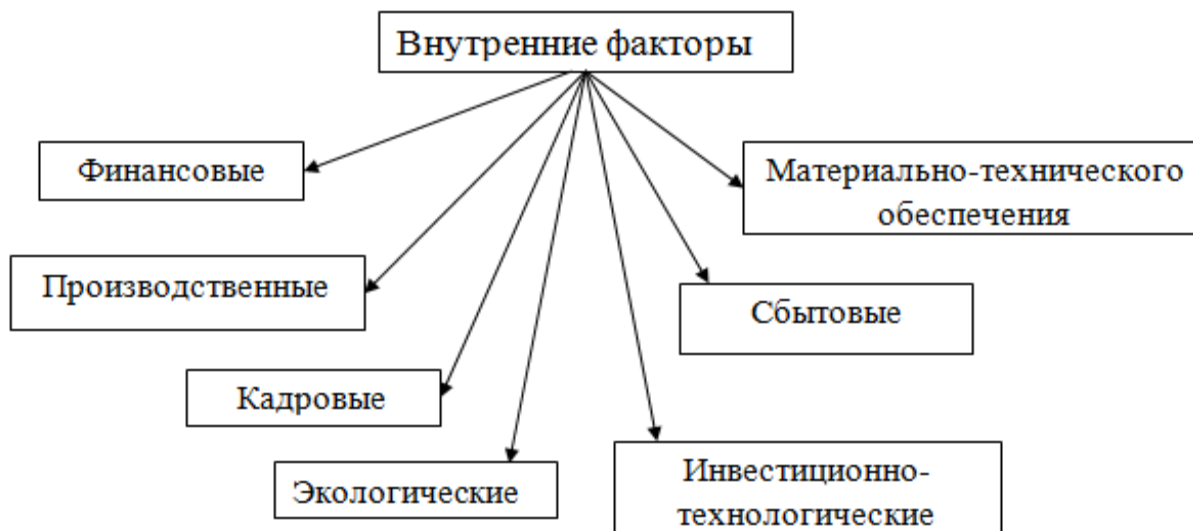 Внутренние факторы
Финансовые
Материально-технического
обеспечения
Производственные
Сбытовые
Кадровые
Экологические
Инвестиционно-
технологические